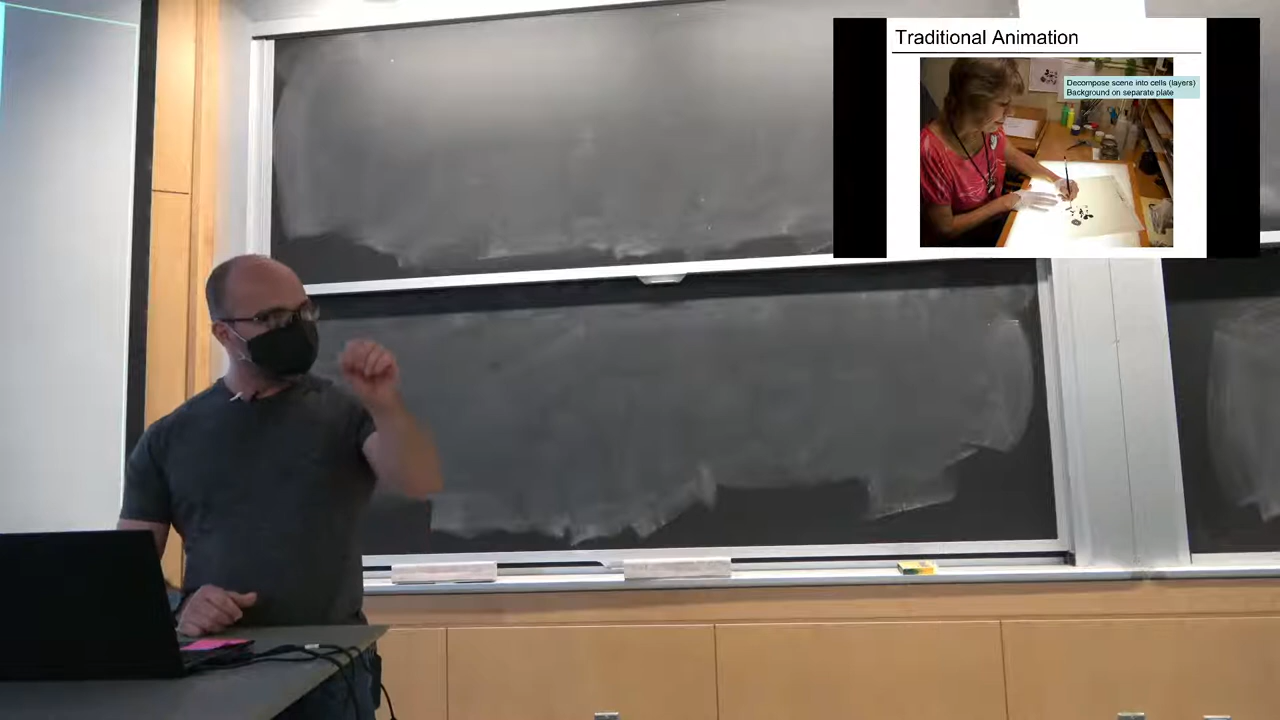 Traditional Animation
Decompose scene into cells (layers)
Background on separate plate